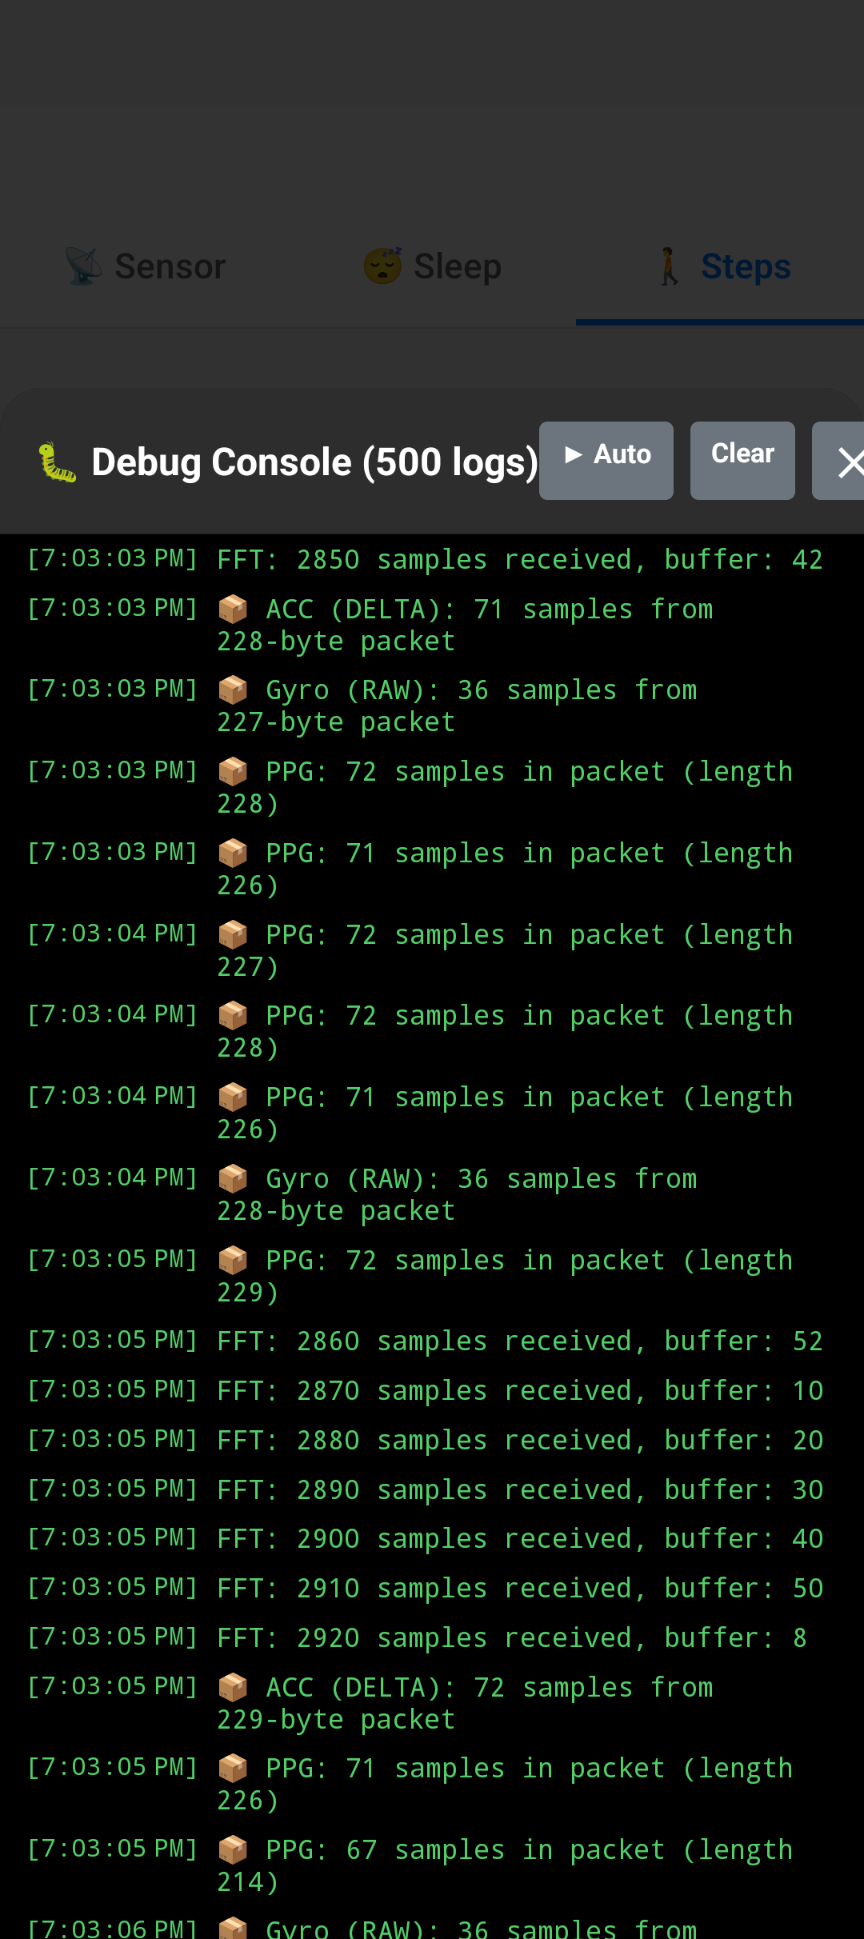 📡 Sensor
😴 Sleep
🚶 Steps
🐛 Debug Console (500 logs)
▶ Auto
Clear
✕
[7:03:03 PM] FFT: 2850 samples received, buffer: 42
[7:03:03 PM] 📦 ACC (DELTA): 71 samples from
228-byte packet
[7:03:03 PM] 📦 Gyro (RAW): 36 samples from
227-byte packet
[7:03:03 PM] 📦 PPG: 72 samples in packet (length
228)
[7:03:03 PM] 📦 PPG: 71 samples in packet (length
226)
[7:03:04 PM] 📦 PPG: 72 samples in packet (length
227)
[7:03:04 PM] 📦 PPG: 72 samples in packet (length
228)
[7:03:04 PM] 📦 PPG: 71 samples in packet (length
226)
[7:03:04 PM] 📦 Gyro (RAW): 36 samples from
228-byte packet
[7:03:05 PM] 📦 PPG: 72 samples in packet (length
229)
[7:03:05 PM] FFT: 2860 samples received, buffer: 52
[7:03:05 PM] FFT: 2870 samples received, buffer: 10
[7:03:05 PM] FFT: 2880 samples received, buffer: 20
[7:03:05 PM] FFT: 2890 samples received, buffer: 30
[7:03:05 PM] FFT: 2900 samples received, buffer: 40
[7:03:05 PM] FFT: 2910 samples received, buffer: 50
[7:03:05 PM] FFT: 2920 samples received, buffer: 8
[7:03:05 PM] 📦 ACC (DELTA): 72 samples from
229-byte packet
[7:03:05 PM] 📦 PPG: 71 samples in packet (length
226)
[7:03:05 PM] 📦 PPG: 67 samples in packet (length
214)
[7:03:06 PM] 📦 Gyro (RAW): 36 samples from